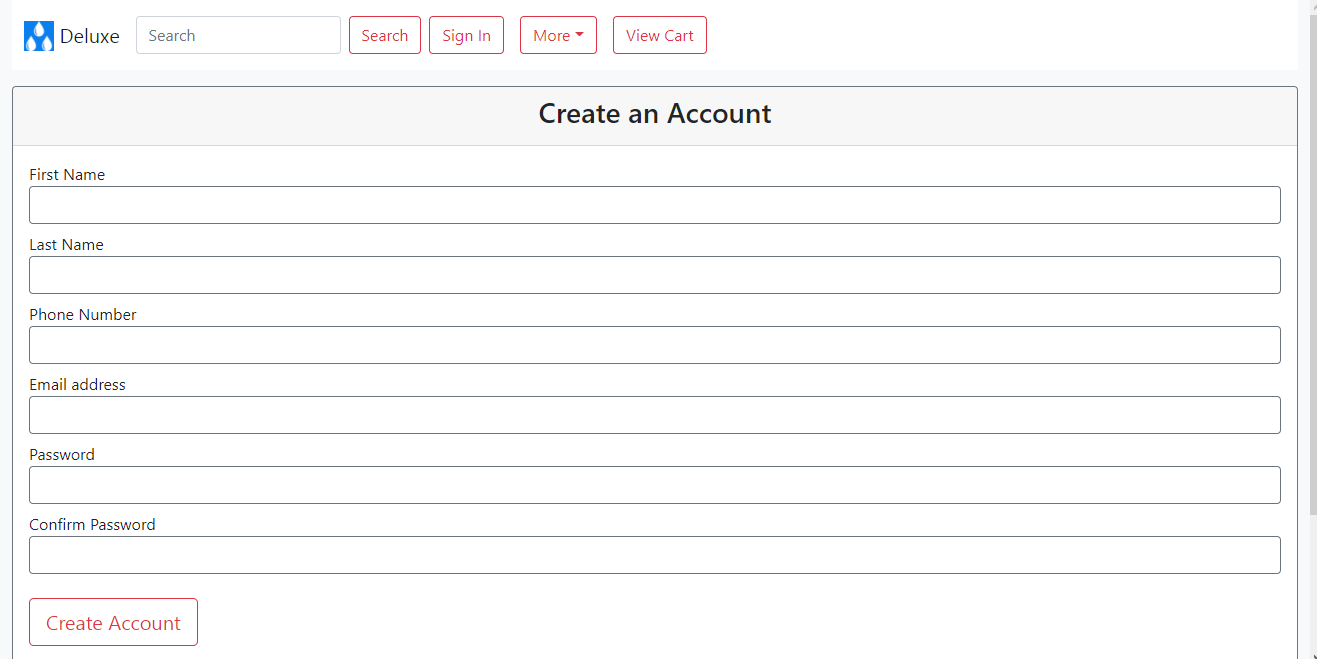 Deluxe Search Search Sign In More View Cart
Create an Account
First Name
Last Name
Phone Number
Email address
Password
Confirm Password
Create Account